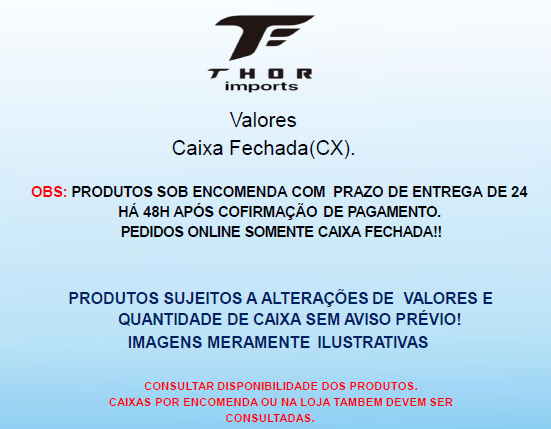 THOR
imports
Valores
Caixa Fechada(CX).
OBS: PRODUTOS SOB ENCOMENDA COM PRAZO DE ENTREGA DE 24
HÁ 48H APÓS COFIRMAÇÃO DE PAGAMENTO.
PEDIDOS ONLINE SOMENTE CAIXA FECHADA!!
PRODUTOS SUJEITOS A ALTERAÇÕES DE VALORES E
QUANTIDADE DE CAIXA SEM AVISO PRÉVIO!
IMAGENS MERAMENTE ILUSTRATIVAS
CONSULTAR DISPONIBILIDADE DOS PRODUTOS.
CAIXAS POR ENCOMENDA OU NA LOJA TAMBEM DEVEM SER
CONSULTADAS.